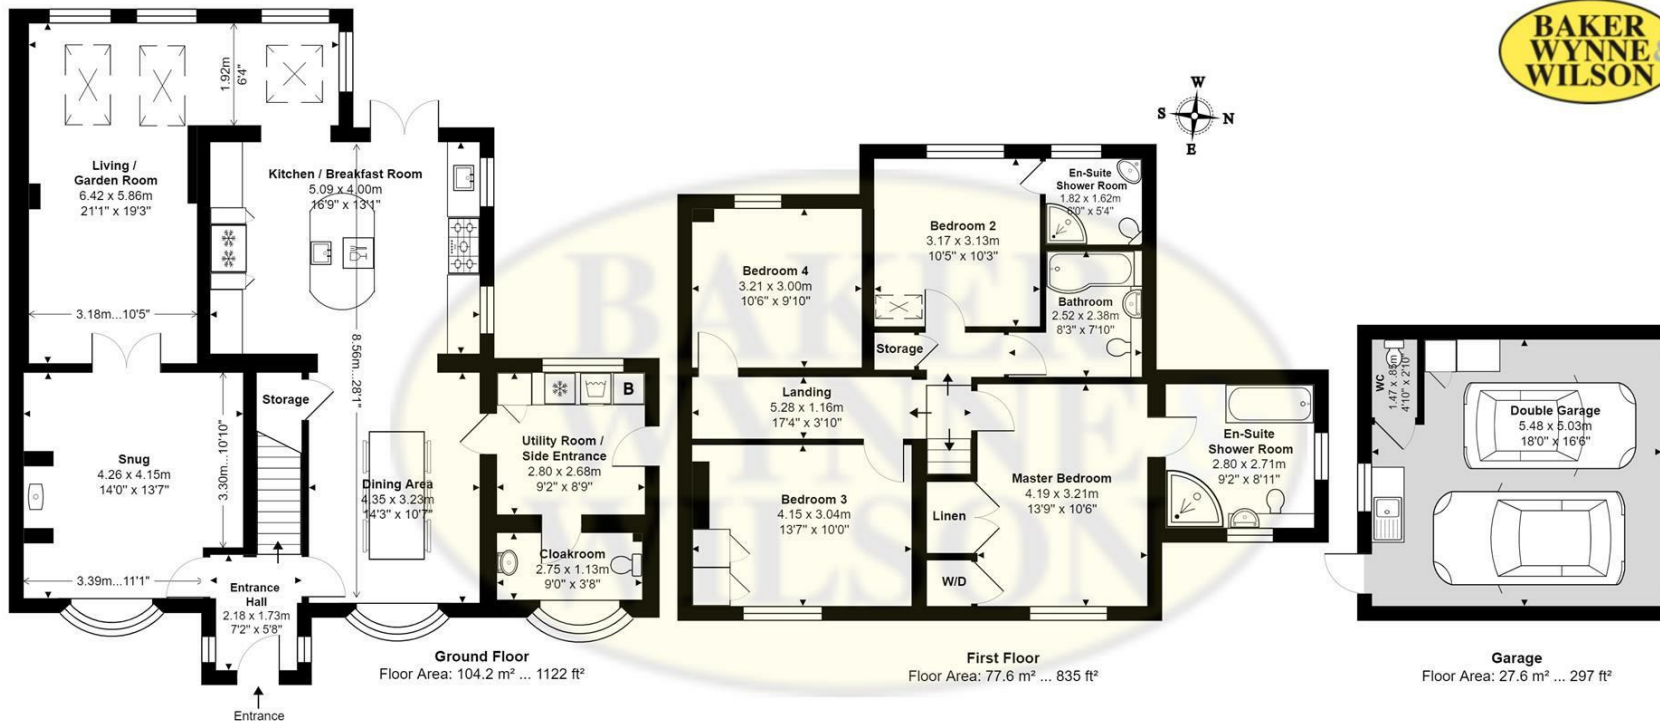 BAKER
WYNNE &
WILSON
W
S
N
E
1.92m
6'4"
Living /
Garden Room
6.42 x 5.86m
21'1" x 19'3"
Kitchen / Breakfast Room
5.09 x 4.00m
16'9" x 13'1"
3.18m...10'5"
8.56m...28'1"
Storage
Snug
4.26 x 4.15m
14'0" x 13'7"
3.30m...10'10"
3.39m...11'1"
Dining Area
4.35 x 3.23m
14'3" x 10'7"
B
Utility Room /
Side Entrance
2.80 x 2.68m
9'2" x 8'9"
Cloakroom
2.75 x 1.13m
9'0" x 3'8"
Entrance
Hall
2.18 x 1.73m
7'2" x 5'8"
Entrance
Ground Floor
Floor Area: 104.2 m² ... 1122 ft²
Bedroom 4
3.21 x 3.00m
10'6" x 9'10"
Bedroom 2
3.17 x 3.13m
10'5" x 10'3"
En-Suite
Shower Room
1.82 x 1.62m
6'0" x 5'4"
Bathroom
2.52 x 2.38m
8'3" x 7'10"
Storage
Landing
5.28 x 1.16m
17'4" x 3'10"
Bedroom 3
4.15 x 3.04m
13'7" x 10'0"
Linen
W/D
Master Bedroom
4.19 x 3.21m
13'9" x 10'6"
En-Suite
Shower Room
2.80 x 2.71m
9'2" x 8'11"
First Floor
Floor Area: 77.6 m² ... 835 ft²
WC
1.47 x .85m
4'10" x 2'10"
Double Garage
5.48 x 5.03m
18'0" x 16'6"
Garage
Floor Area: 27.6 m² ... 297 ft²
BAKER
WYNNE &
WILSON